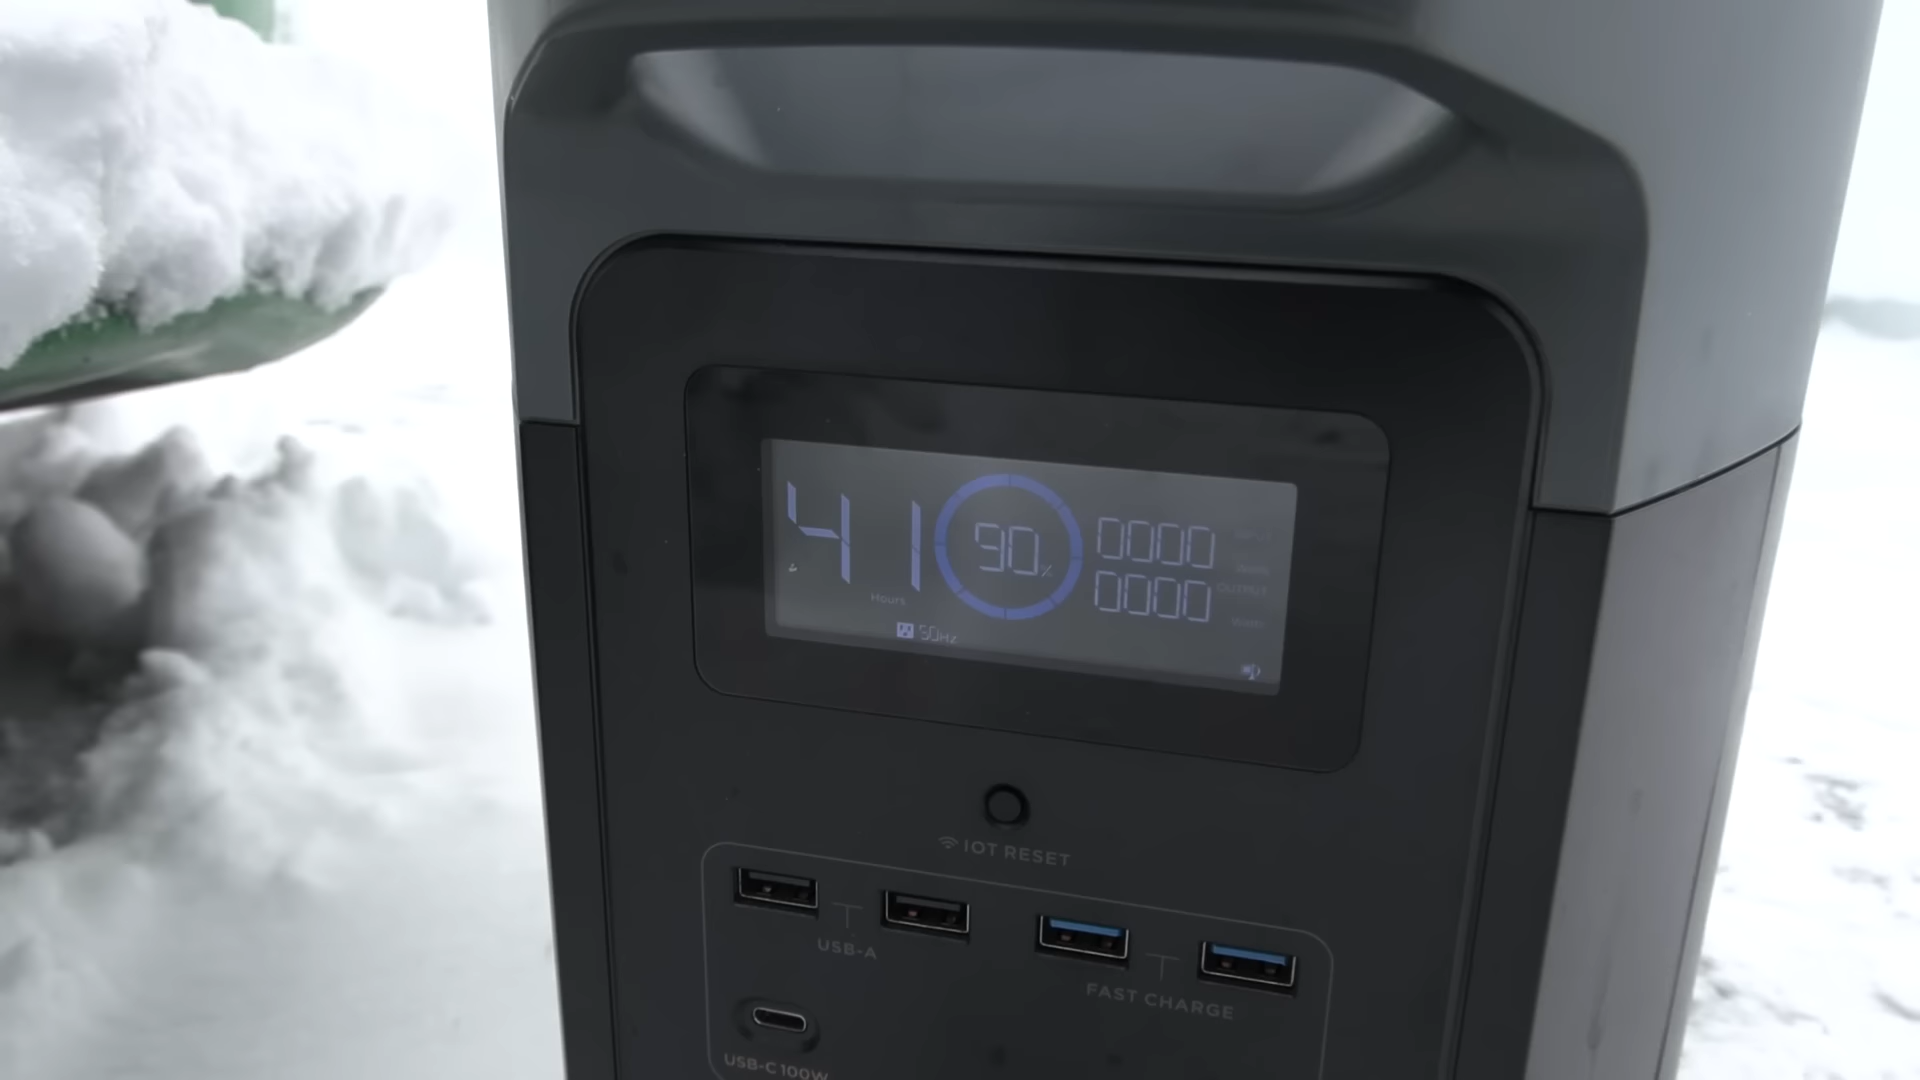 41
Hours
90%
0000
0000 OUTPUT
50Hz
IOT RESET
USB-A
FAST CHARGE
USB-C 100W